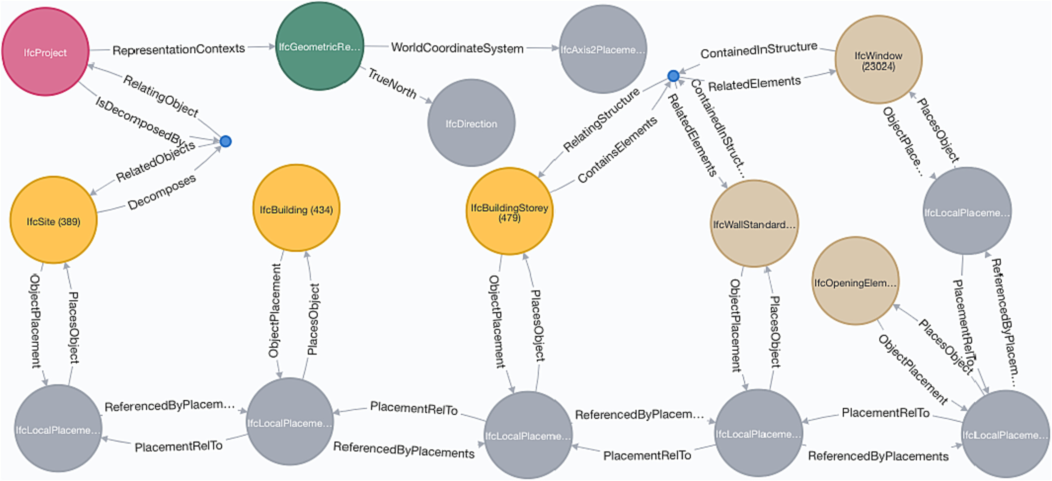 IfcProject
RepresentationContexts
IfcGeometricRe...
WorldCoordinateSystem
IfcAxis2Placeme...
ContainedInStructure
IfcWindow
(23024)
RelatedElements
TrueNorth
IfcDirection
RelatingObject
IsDecomposedBy
RelatedObjects
Decomposes
RelatingStructure
ContainsElements
RelatedElements
ContainedInStruct...
PlacesObject
ObjectPlace...
IfcSite (389)
IfcBuilding (434)
IfcBuildingStorey
(479)
IfcWallStandard...
IfcLocalPlaceme...
IfcOpeningElem...
ObjectPlacement
PlacesObject
ObjectPlacement
PlacesObject
ObjectPlacement
PlacesObject
ObjectPlacement
PlacesObject
PlacementRelTo
ReferencedByPlacem...
PlacesObject
ObjectPlacement
IfcLocalPlaceme...
ReferencedByPlacem...
PlacementRelTo
IfcLocalPlaceme...
PlacementRelTo
ReferencedByPlacements
IfcLocalPlaceme...
ReferencedByPlacem...
PlacementRelTo
IfcLocalPlaceme...
PlacementRelTo
ReferencedByPlacements
IfcLocalPlaceme...